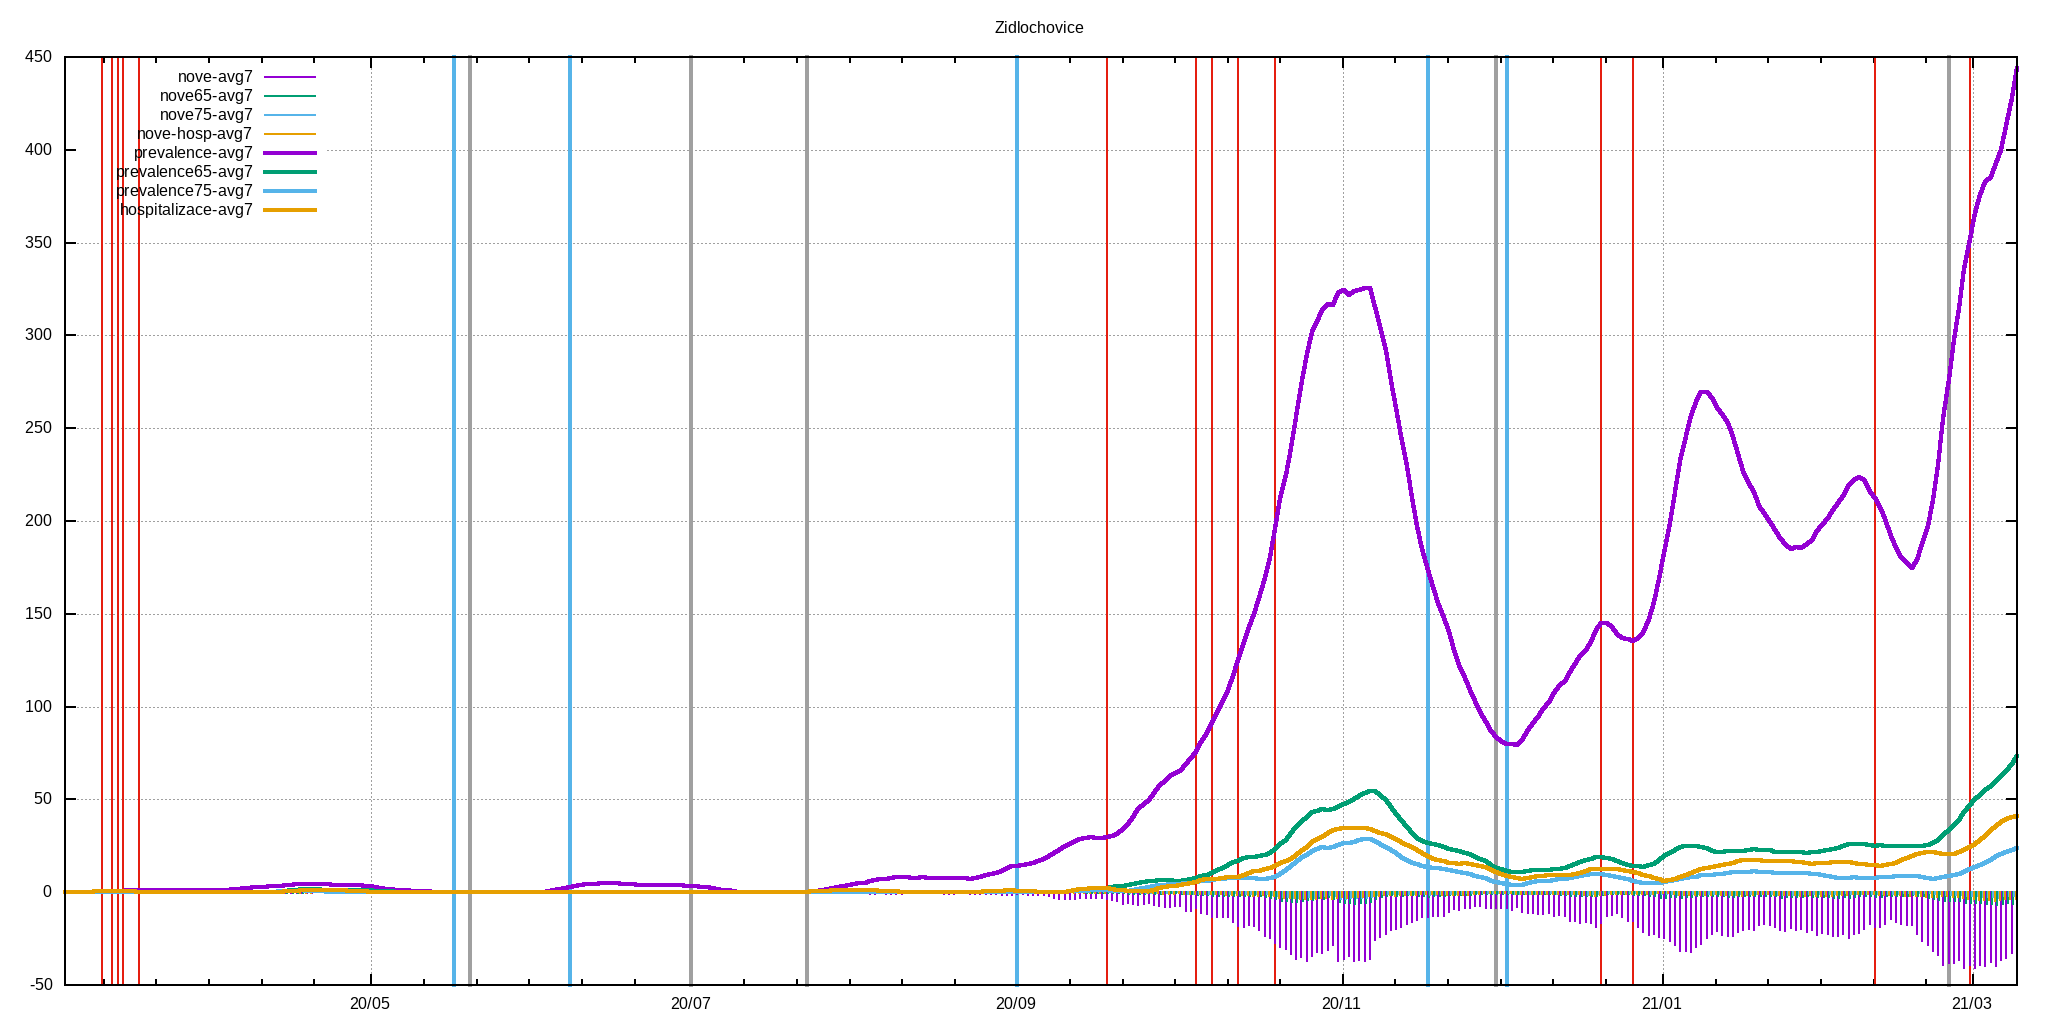 Zidlochovice
450
400
350
300
250
200
150
100
50
0
-50
nove-avg7
nove65-avg7
nove75-avg7
nove-hosp-avg7
prevalence-avg7
prevalence65-avg7
prevalence75-avg7
hospitalizace-avg7
20/05 20/07 20/09 20/11 21/01 21/03